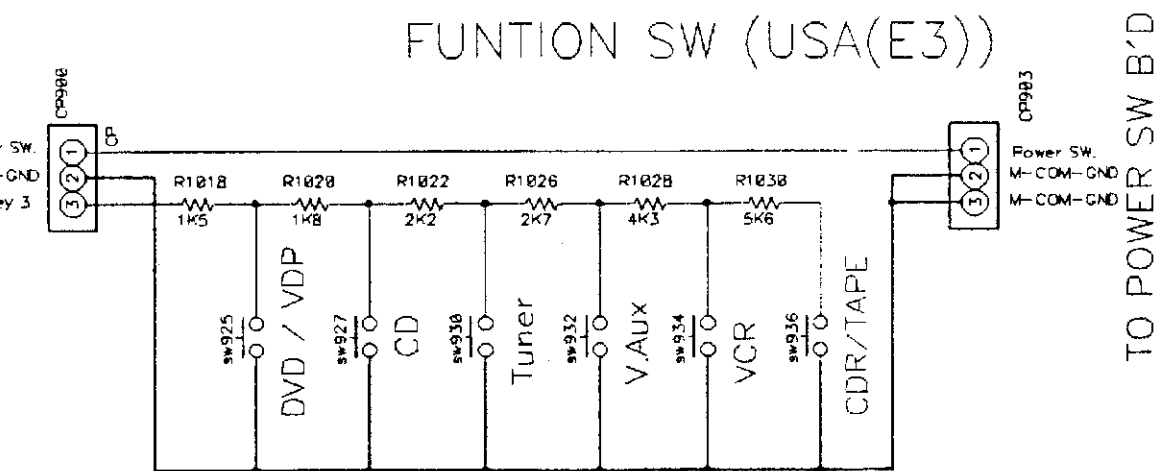 FUNTION SW (USA(E3))
TO POWER SW B'D
CP900
CP
CP903
SW.
1
1
Power SW.
-GND
2
2
M-COM-GND
3
3
M-COM-GND
R1018
R1020
R1022
R1026
R1028
R1030
1K5
1K8
2K2
2K7
4K3
5K6
sw925
DVD / VDP
sw927
CD
sw930
Tuner
sw932
V.Aux
sw934
VCR
sw936
CDR/TAPE